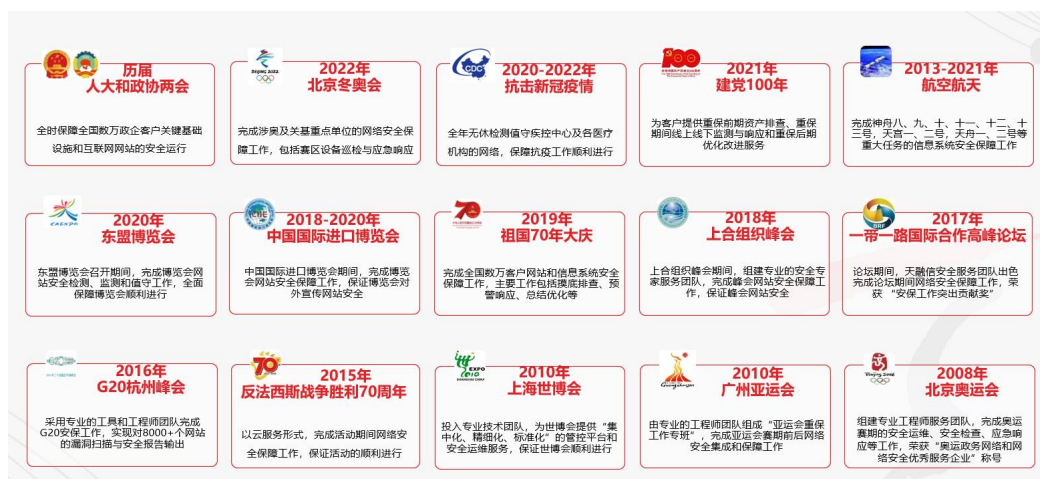 历届
人大和政协两会
全时保障全国数万政企客户关键基础
设施和互联网网站的安全运行
BEIJING 2022
2022年
北京冬奥会
完成涉奥及关基重点单位的网络安全保
障工作，包括赛区设备巡检与应急响应
CDC
2020-2022年
抗击新冠疫情
全年无休检测值守疾控中心及各医疗
机构的网络，保障抗疫工作顺利进行
100
2021年
建党100年
为客户提供重保前期资产排查、重保
期间线上线下监测与响应和重保后期
优化改进服务
2013-2021年
航空航天
完成神舟八、九、十、十一、十二、十
三号，天宫一、二号，天舟一、二号等
重大任务的信息系统安全保障工作
CAEXPO
2020年
东盟博览会
东盟博览会召开期间，完成博览会网
站安全检测、监测和值守工作，全面
保障博览会顺利进行
2018-2020年
中国国际进口博览会
中国国际进口博览会期间，完成博览
会网站安全保障工作，保证博览会对
外宣传网站安全
70
2019年
祖国70年大庆
完成全国数万客户网站和信息系统安全
保障工作，主要工作包括摸底排查、预
警响应、总结优化等
2018年
上合组织峰会
上合组织峰会期间，组建专业的安全专
家服务团队，完成峰会网站安全保障工
作，保证峰会网站安全
BRF
2017年
一带一路国际合作高峰论坛
论坛期间，天融信安全服务团队出色
完成论坛期间网络安全保障工作，荣
获 “安保工作突出贡献奖”
2016年
G20杭州峰会
采用专业的工具和工程师团队完成
G20安保工作，实现对8000+个网站
的漏洞扫描与安全报告输出
70
2015年
反法西斯战争胜利70周年
以云服务形式，完成活动期间网络安
全保障工作，保证活动的顺利进行
EXPO
2010
SHANGHAI CHINA
2010年
上海世博会
投入专业技术团队，为世博会提供“集
中化、精细化、标准化”的管控平台和
安全运维服务，保证世博会顺利进行
Guangzhou
2010年
广州亚运会
由专业的工程师团队组成“亚运会重保
工作专班”，完成亚运会赛期前后网络
安全集成和保障工作
Beijing 2008
2008年
北京奥运会
组建专业工程师服务团队，完成奥运
赛期的安全运维、安全检查、应急响
应等工作，荣获“奥运政务网络和网
络安全优秀服务企业”称号